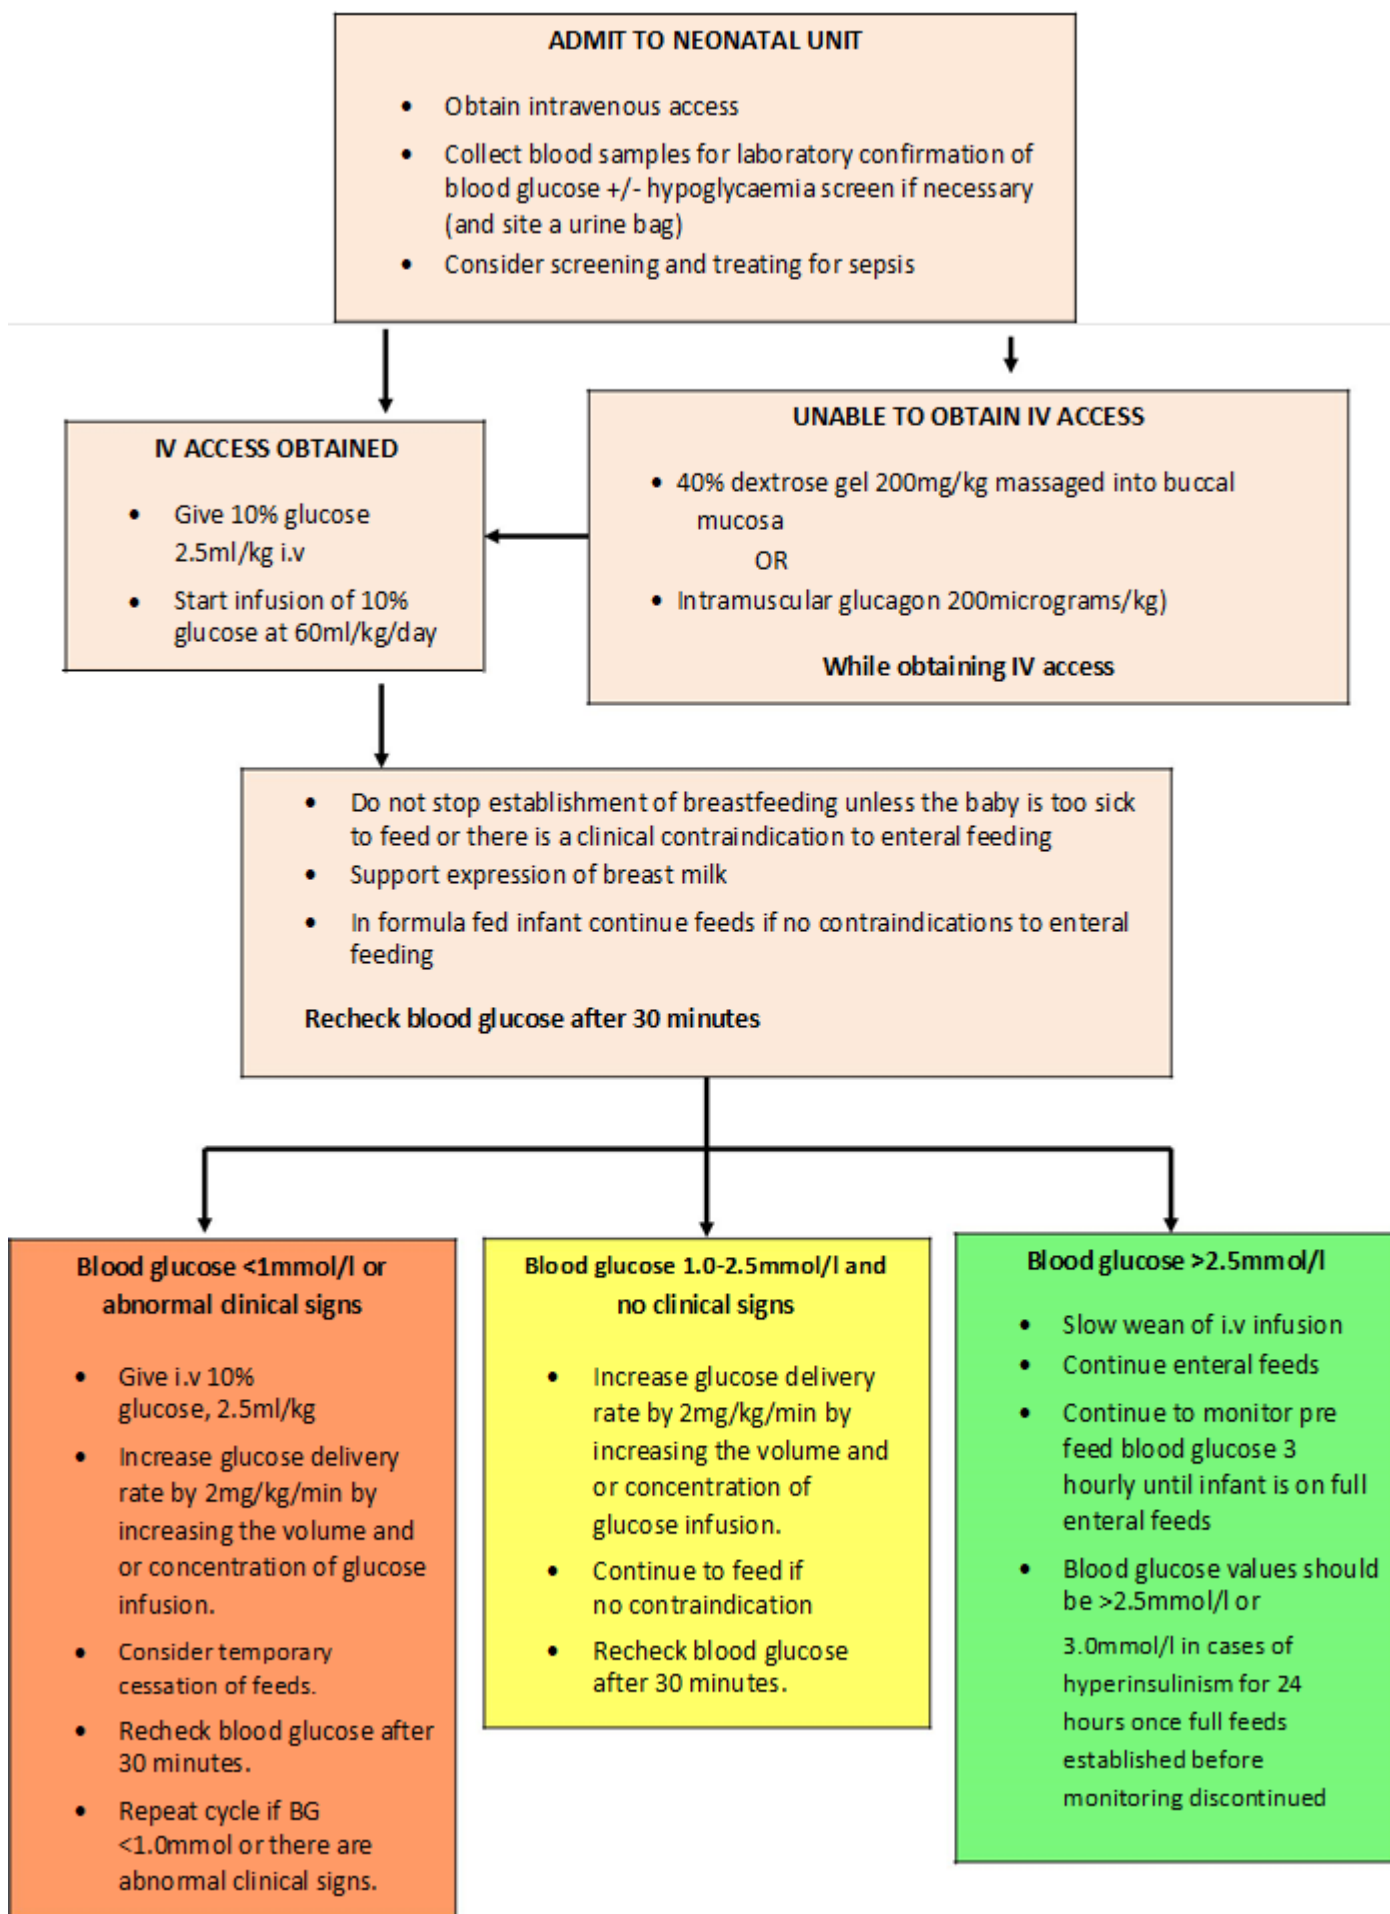 ADMIT TO NEONATAL UNIT
• Obtain intravenous access
• Collect blood samples for laboratory confirmation of
blood glucose +/- hypoglycaemia screen if necessary
(and site a urine bag)
• Consider screening and treating for sepsis
IV ACCESS OBTAINED
• Give 10% glucose
2.5ml/kg i.v
• Start infusion of 10%
glucose at 60ml/kg/day
UNABLE TO OBTAIN IV ACCESS
• 40% dextrose gel 200mg/kg massaged into buccal
mucosa
OR
• Intramuscular glucagon 200micrograms/kg)
While obtaining IV access
• Do not stop establishment of breastfeeding unless the baby is too sick
to feed or there is a clinical contraindication to enteral feeding
• Support expression of breast milk
• In formula fed infant continue feeds if no contraindications to enteral
feeding
Recheck blood glucose after 30 minutes
Blood glucose <1mmol/l or
abnormal clinical signs
• Give i.v 10%
glucose, 2.5ml/kg
• Increase glucose delivery
rate by 2mg/kg/min by
increasing the volume and
or concentration of glucose
infusion.
• Consider temporary
cessation of feeds.
• Recheck blood glucose after
30 minutes.
• Repeat cycle if BG
<1.0mmol or there are
abnormal clinical signs.
Blood glucose 1.0-2.5mmol/l and
no clinical signs
• Increase glucose delivery
rate by 2mg/kg/min by
increasing the volume and
or concentration of
glucose infusion.
• Continue to feed if
no contraindication
• Recheck blood glucose
after 30 minutes.
Blood glucose >2.5mmol/l
• Slow wean of i.v infusion
• Continue enteral feeds
• Continue to monitor pre
feed blood glucose 3
hourly until infant is on full
enteral feeds
• Blood glucose values should
be >2.5mmol/l or
3.0mmol/l in cases of
hyperinsulinism for 24
hours once full feeds
established before
monitoring discontinued